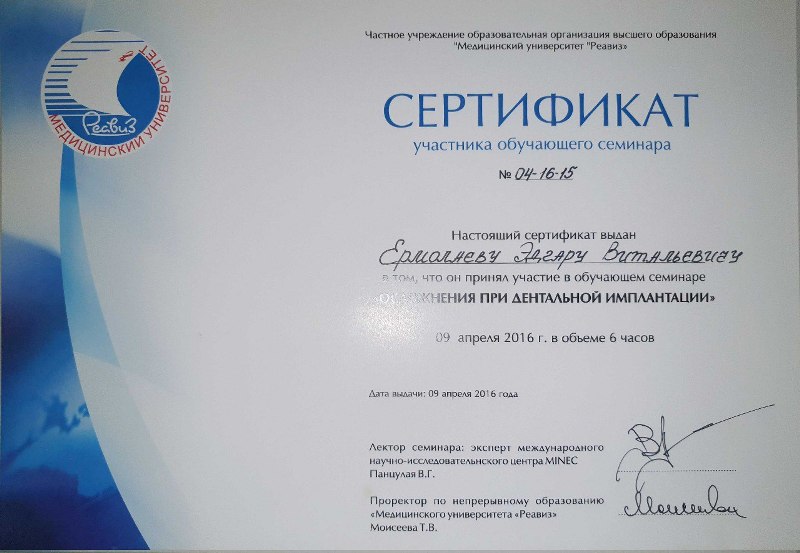 Частное учреждение образовательная организация высшего образования
"Медицинский университет "Реавиз»
Реавиз
МЕДИЦИНСКИЙ УНИВЕРСИТЕТ
СЕРТИФИКАТ
участника обучающего семинара
№ 04-16-15
Настоящий сертификат выдан
Эдгару Витальевичу
в том, что он принял участие в обучающем семинаре
ПРИ ДЕНТАЛЬНОЙ ИМПЛАНТАЦИИ»
09 апреля 2016 г. в объеме 6 часов
Дата выдачи: 09 апреля 2016 года
Лектор семинара: эксперт международного
научно-исследовательнского центра MINEC
Панцулая В.Г.
Проректор по непрерывному образованию
«Медицинского университета «Реавиз»
Моисеева Т.В.